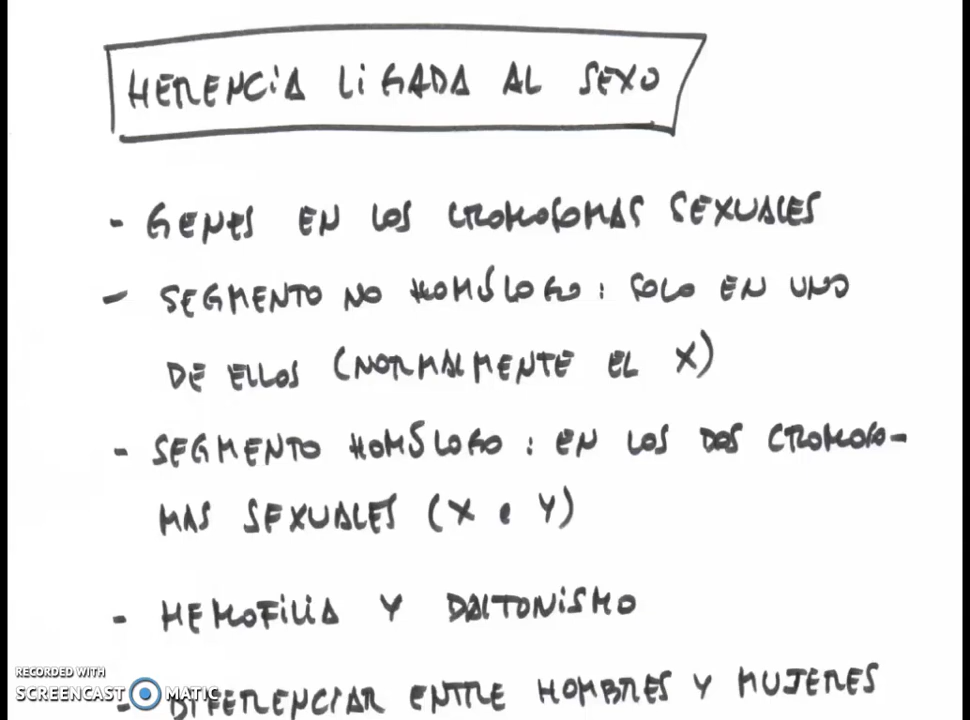 HERENCIA LiGADA AL SEXO
- GENES EN LOS CROMOSOMAS SEXUALES
- SEGMENTO NO HOMÓLOGO: SOLO EN UNO
DE ELLOS (NORMALMENTE EL X)
- SEGMENTO HOMÓLOGO: EN LOS DOS CROMOSO-
MAS SEXUALES (X e Y)
- HEMOFiLiA Y DALTONiSMO
- DIFERENCIAR ENTRE HOMBRES Y MUJERES
RECORDED WITH
SCREENCAST MATIC